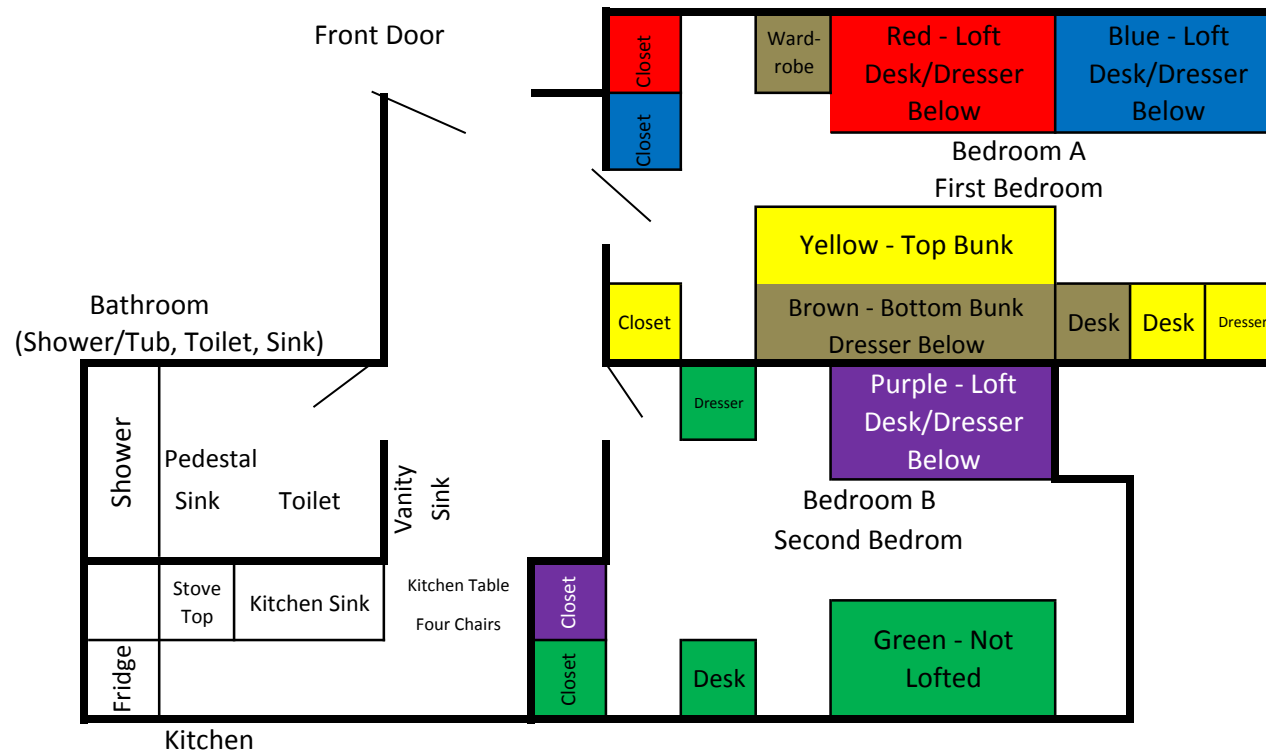 Front Door
Closet
Ward-
robe
Red - Loft
Desk/Dresser
Below
Blue - Loft
Desk/Dresser
Below
Closet
Bedroom A
First Bedroom
Yellow - Top Bunk
Bathroom
(Shower/Tub, Toilet, Sink)
Closet
Brown - Bottom Bunk
Dresser Below
Desk
Desk
Dresser
Shower
Pedestal
Sink
Toilet
Vanity
Sink
Dresser
Purple - Loft
Desk/Dresser
Below
Bedroom B
Second Bedrom
Stove
Top
Kitchen Sink
Kitchen Table
Four Chairs
Closet
Fridge
Closet
Desk
Green - Not
Lofted
Kitchen